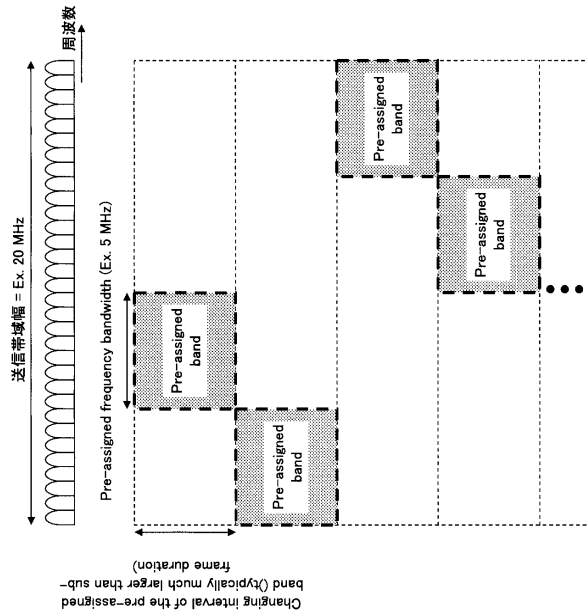 送信帯域幅 = Ex. 20 MHz
周波数
Pre-assigned frequency bandwidth (Ex. 5 MHz)
Pre-assigned
band
Pre-assigned
band
Pre-assigned
band
Pre-assigned
band
Changing interval of the pre-assigned
band (typically much larger than sub-
frame duration)